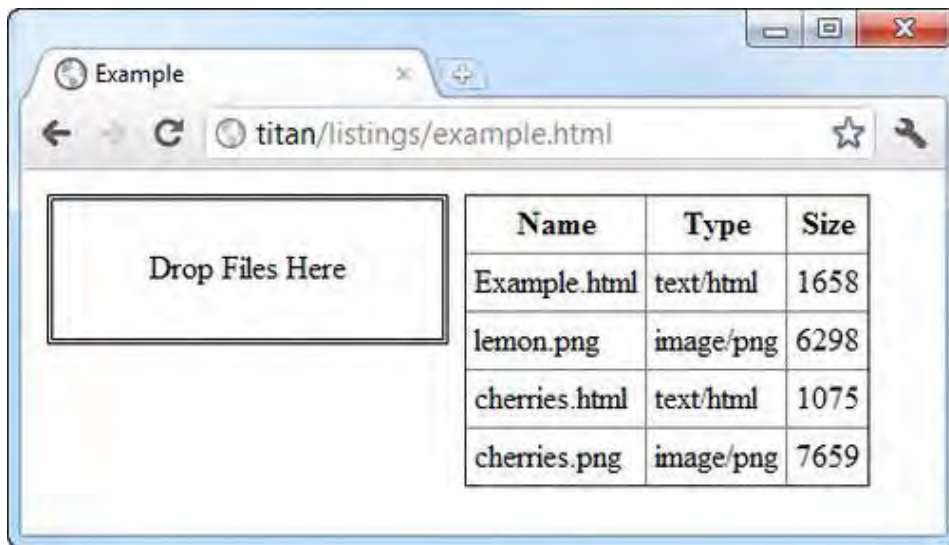 Example
titan/listings/example.html
Drop Files Here
Name Type Size
Example.html text/html 1658
lemon.png image/png 6298
cherries.html text/html 1075
cherries.png image/png 7659